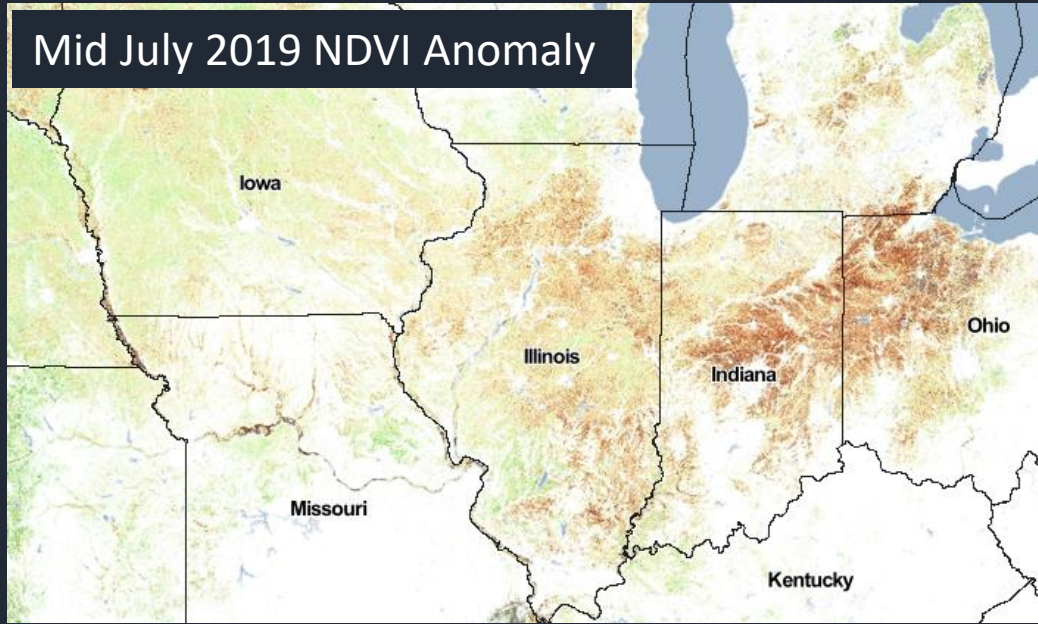 Mid July 2019 NDVI Anomaly
Iowa
Ohio
Illinois
Indiana
Missouri
Kentucky